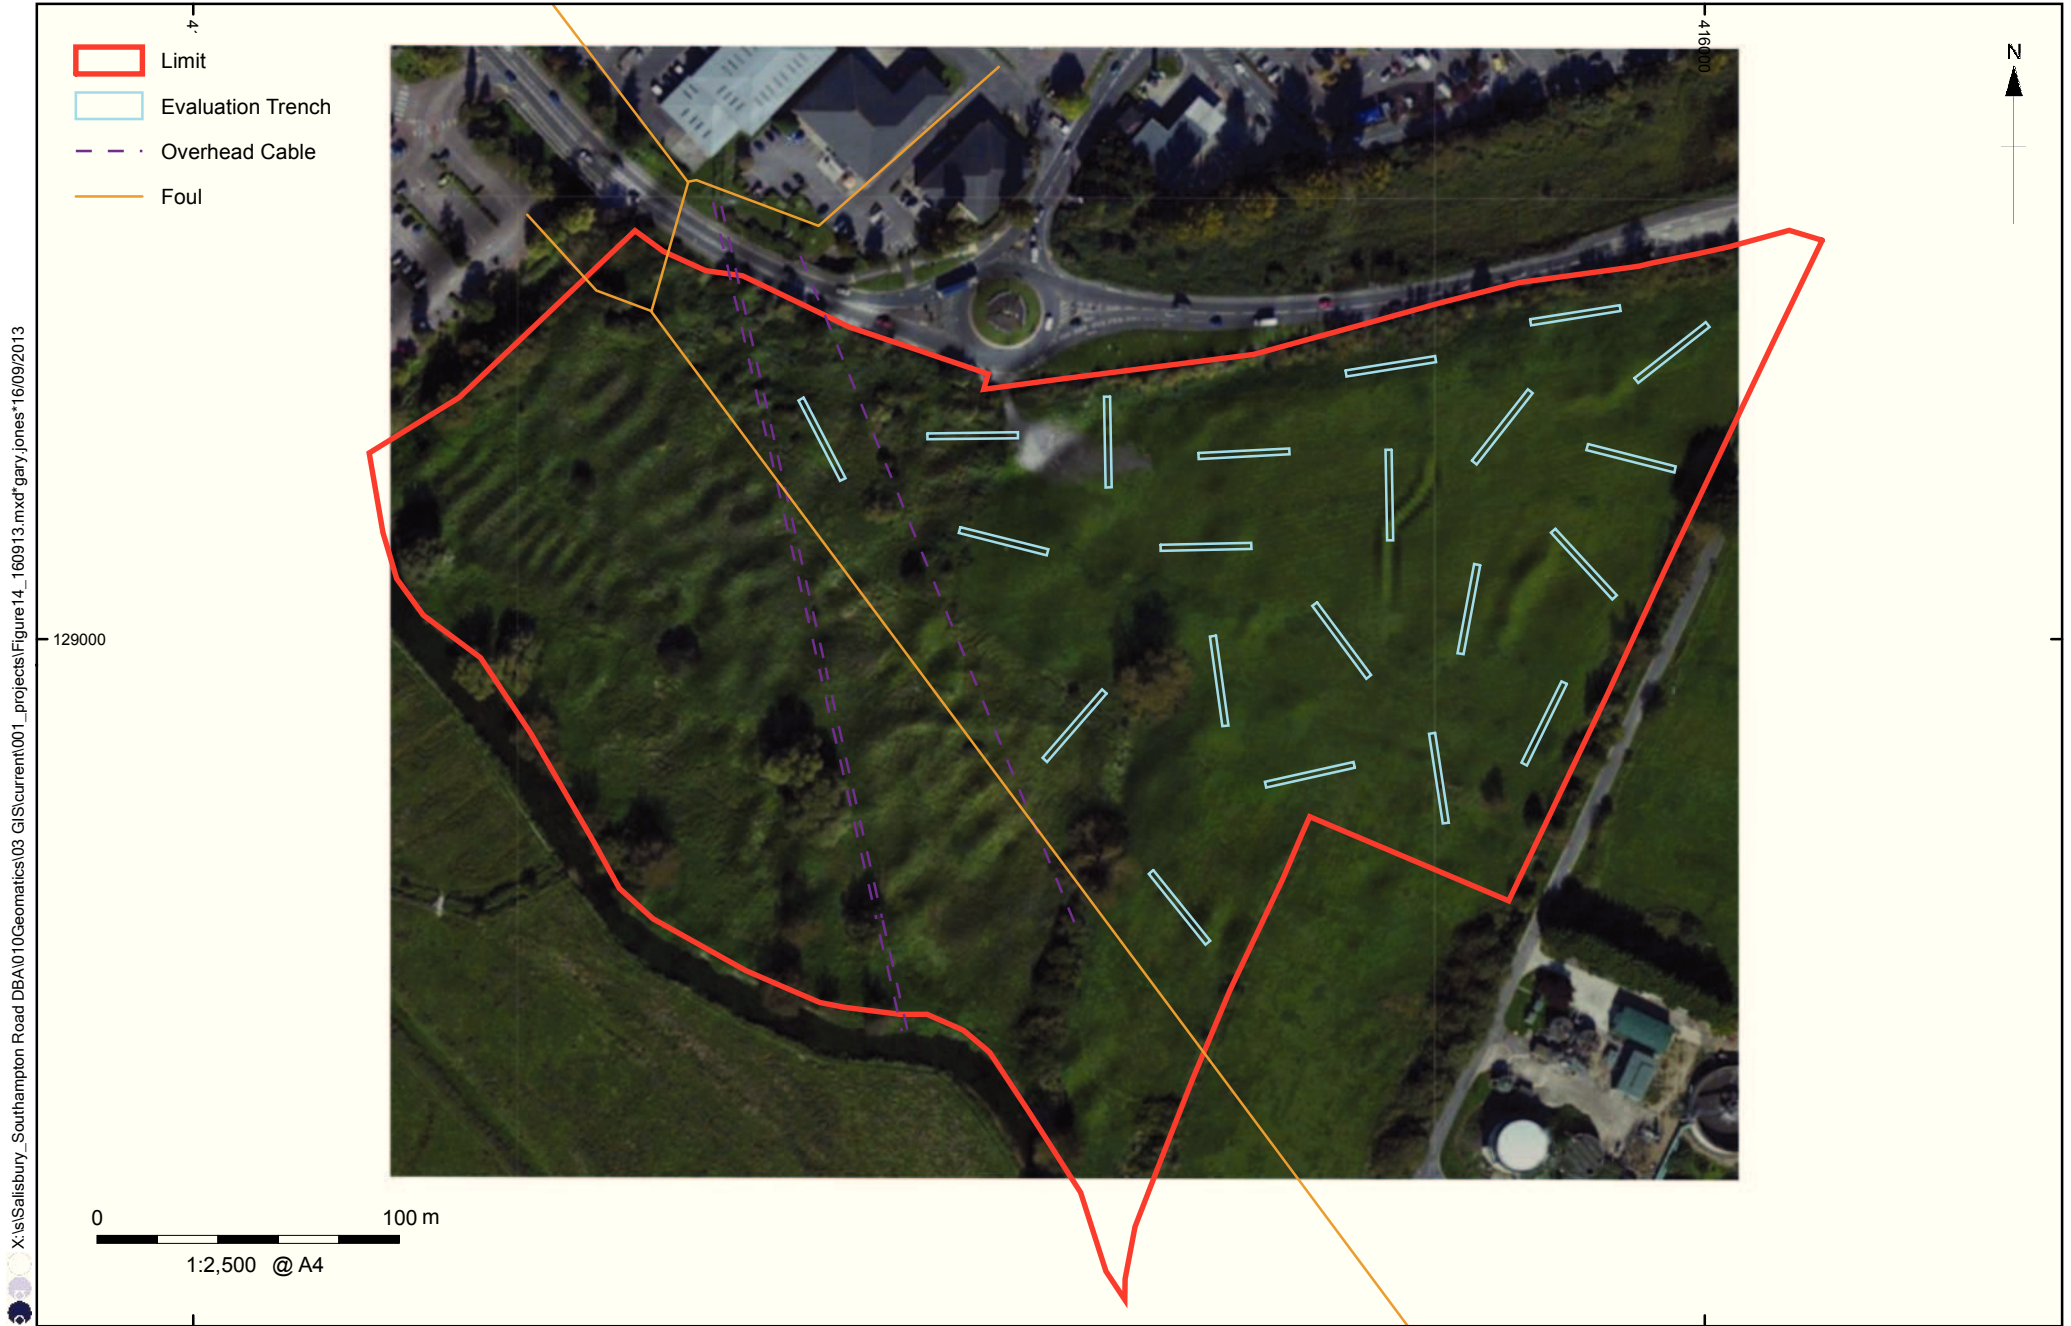 Limit
Evaluation Trench
Overhead Cable
Foul
416000
N
129000
0 100 m
1:2,500 @ A4
X:\s\Salisbury_Southampton Road DBA\010Geomatics\03 GIS\current\001_projects\Figure14_160913.mxd*gary.jones*16/09/2013